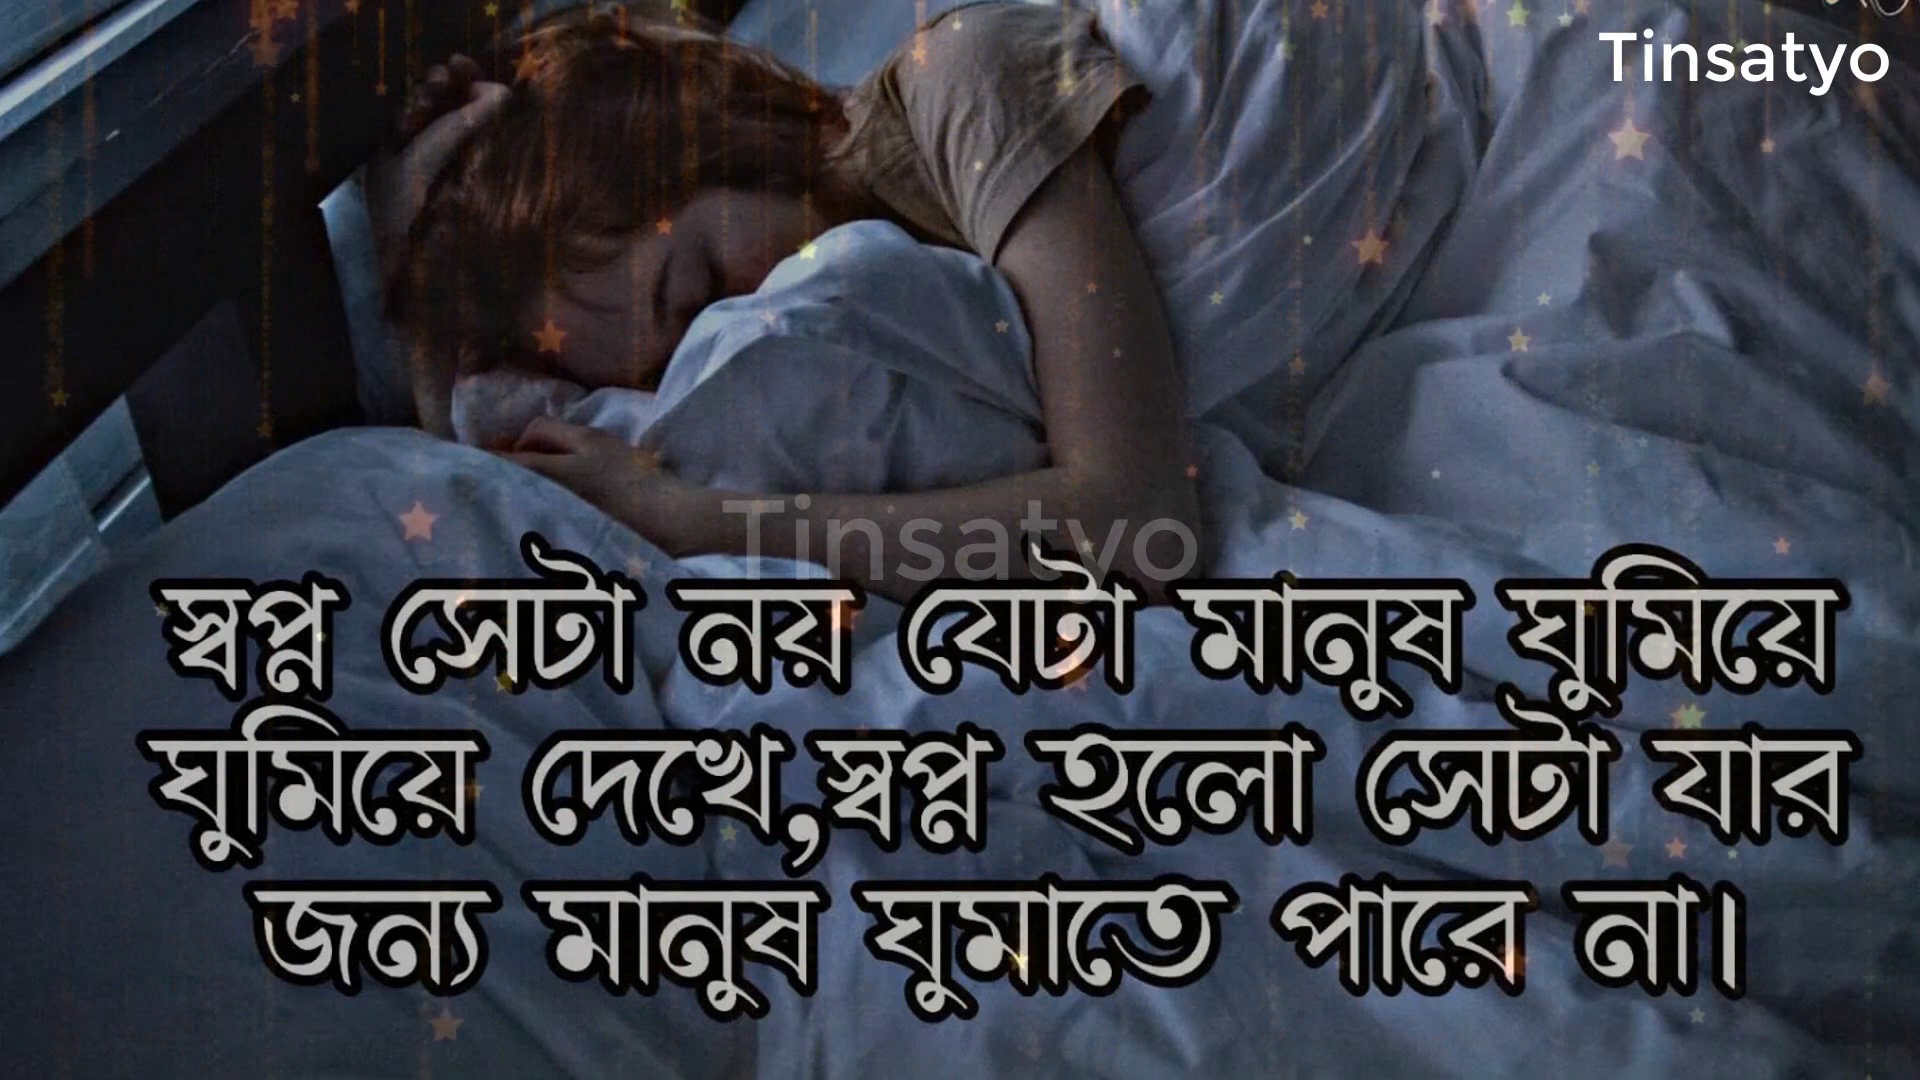 Tinsatyo
Tinsatyo
স্বপ্ন সেটা নয় যেটা মানুষ ঘুমিয়ে
ঘুমিয়ে দেখে,স্বপ্ন হলো সেটা যার
জন্য মানুষ ঘুমাতে পারে না।